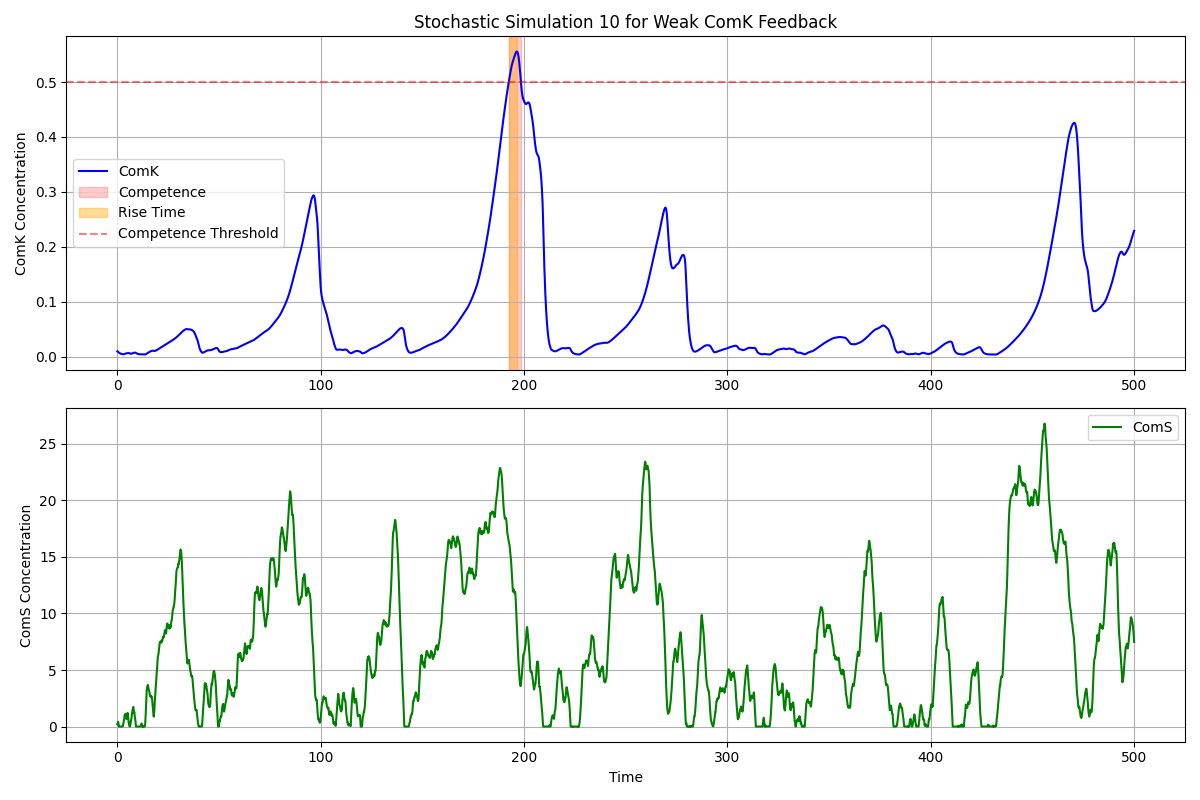 Stochastic Simulation 10 for Weak ComK Feedback
ComK Concentration
0.5
0.4
0.3
0.2
0.1
0.0
ComK
Competence
Rise Time
Competence Threshold
0 100 200 300 400 500
ComS Concentration
25
20
15
10
5
0
ComS
0 100 200 300 400 500
Time